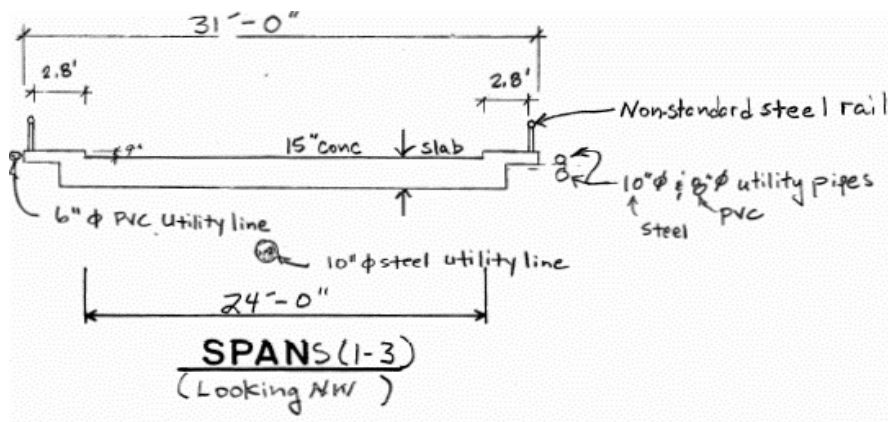 31'-0"
2.8' 2.8'
Non-standard steel rail
9"
15" conc slab
10"ϕ & 8"ϕ utility pipes
steel PVC
6" ϕ PVC Utility line
10" ϕ steel utility line
24'-0"
SPANS (1-3)
(Looking NW)